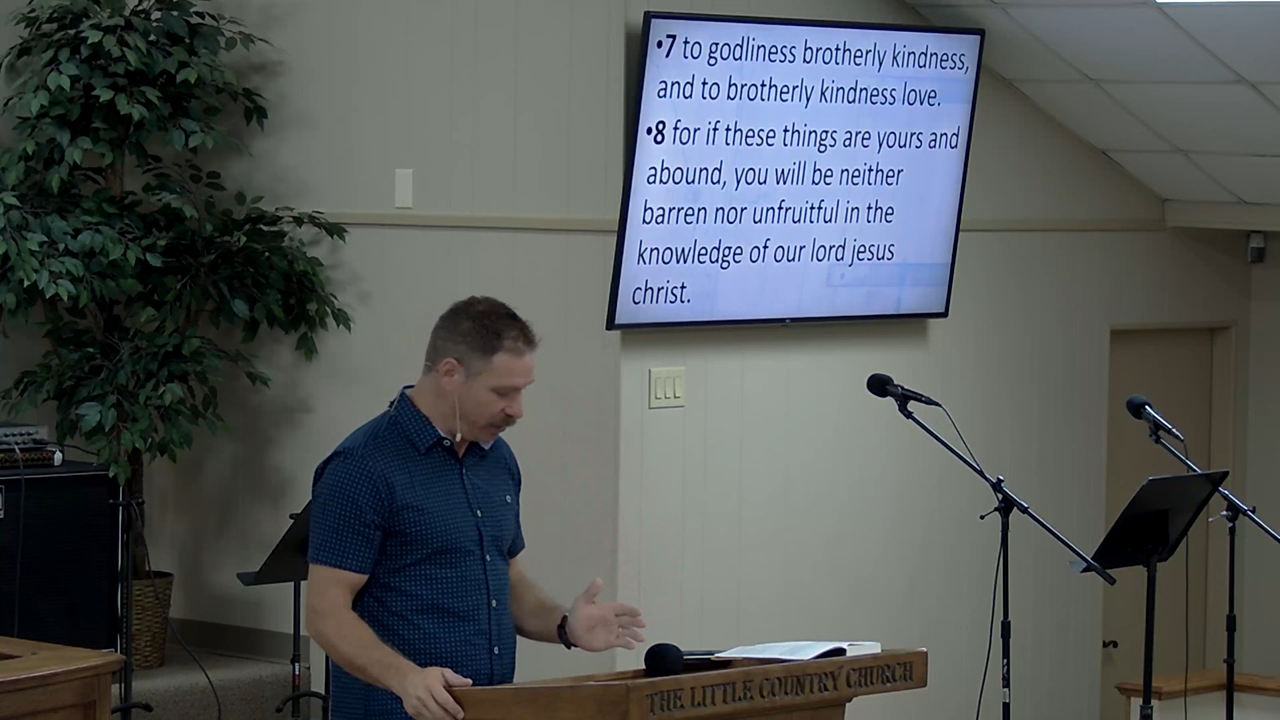 •7 to godliness brotherly kindness,
and to brotherly kindness love.
•8 for if these things are yours and
abound, you will be neither
barren nor unfruitful in the
knowledge of our lord jesus
christ.
THE LITTLE COUNTRY CHURCH